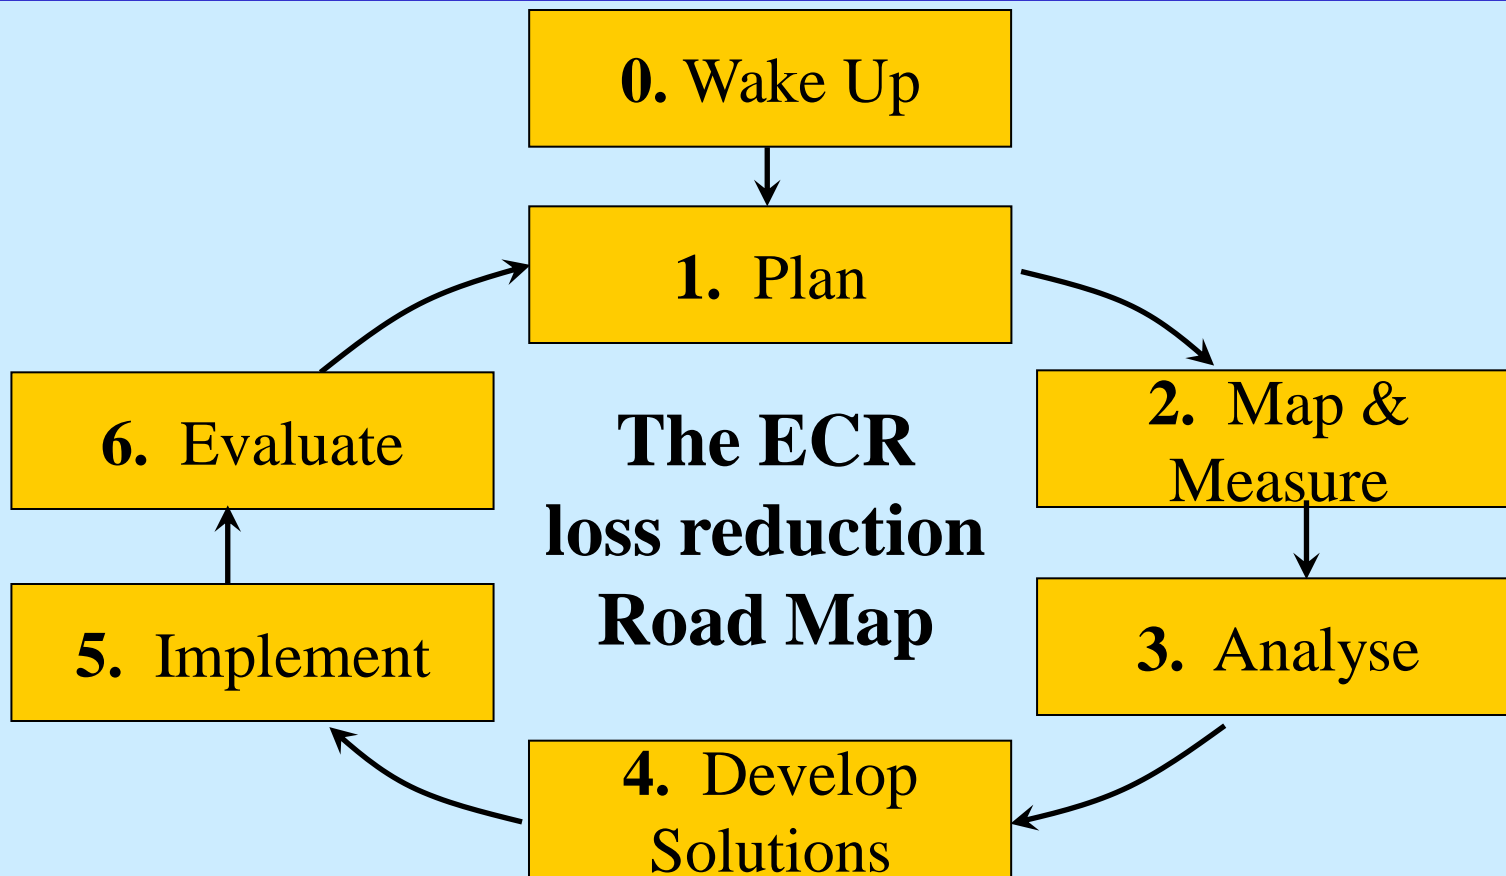 0. Wake Up
1. Plan
2. Map &
Measure
3. Analyse
4. Develop
Solutions
5. Implement
6. Evaluate
The ECR
loss reduction
Road Map